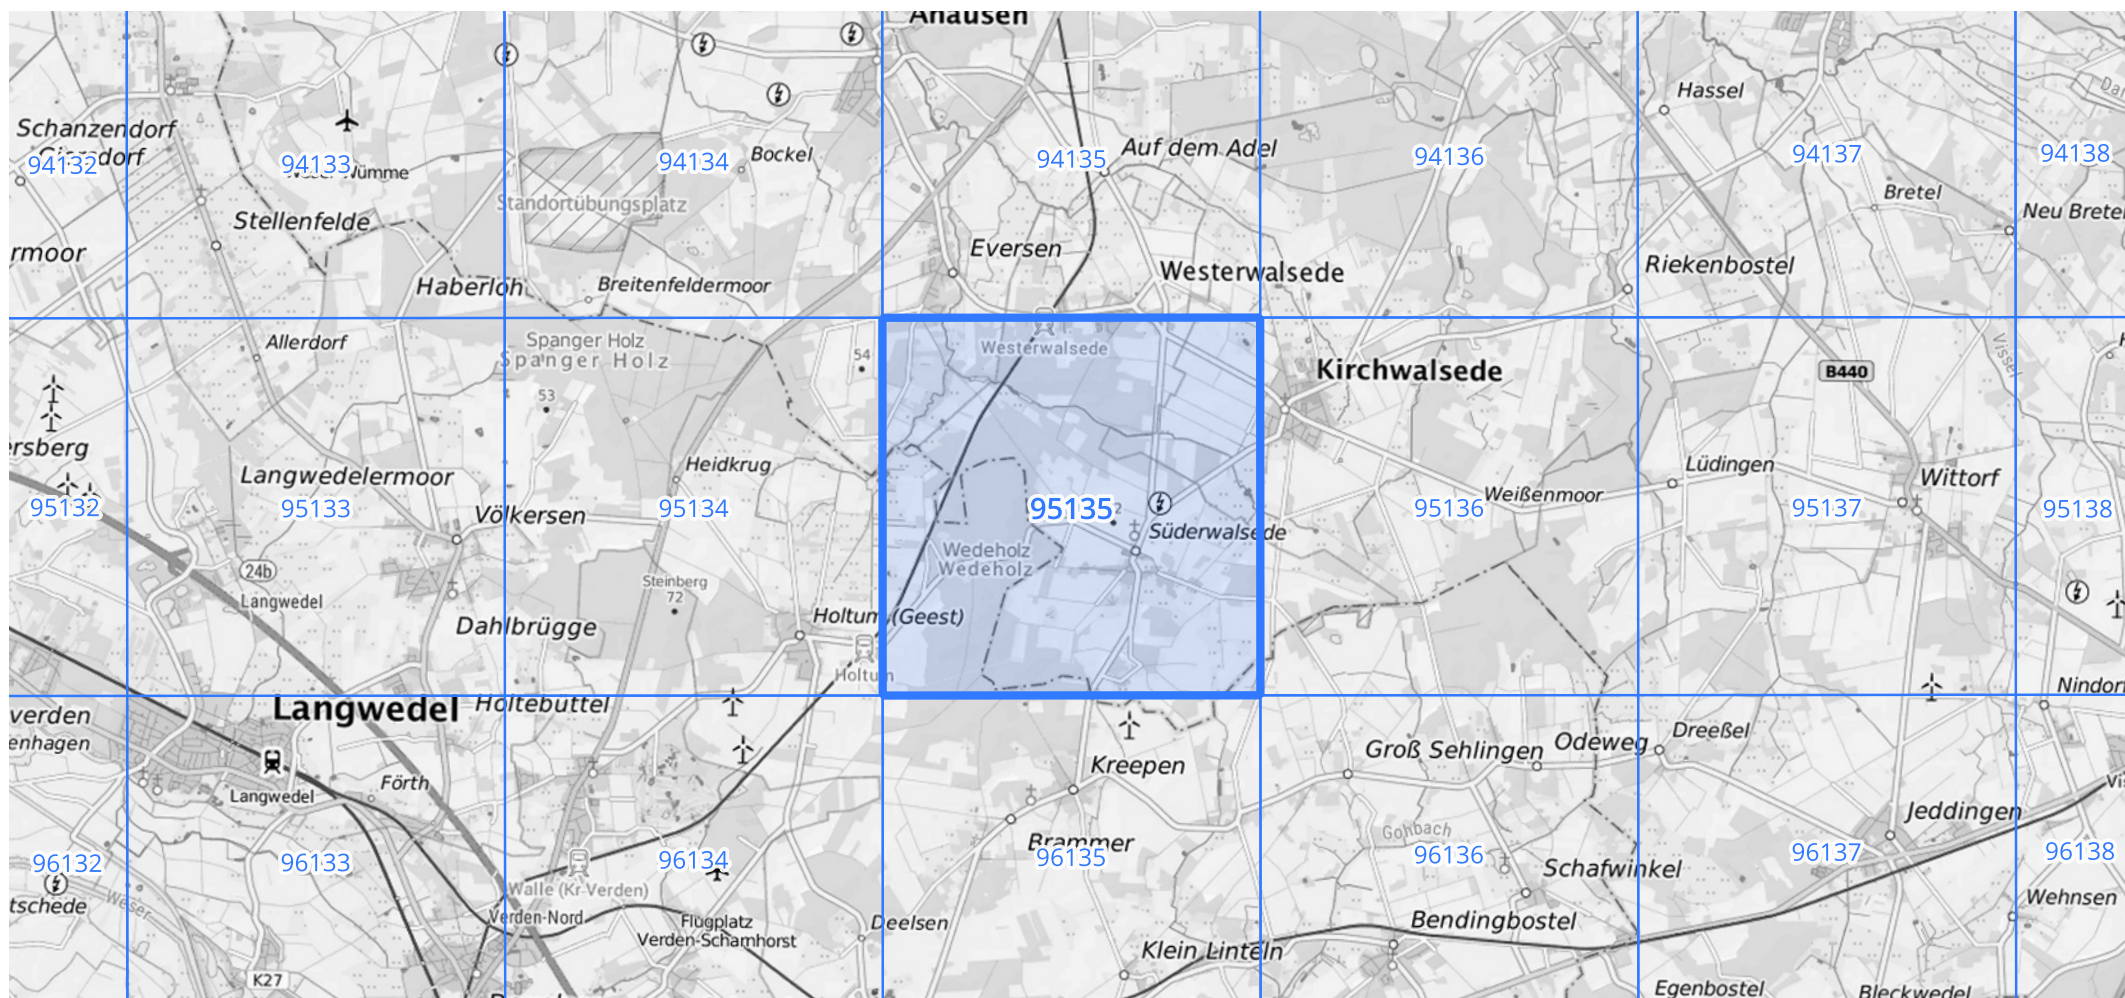 Ahausen
Hassel
Schanzendorf
94132
94133
94134
Bockel
94135
Auf dem Adel
94136
94137
94138
Standortübungsplatz
Bretel
Stellenfelde
Neu Bretel
rmoor
Eversen
Westerwalsede
Riekenbostel
Haberloh
Breitenfeldermoor
Allerdorf
Spanger Holz
Spanger Holz
54
Westerwalsede
Kirchwalsede
B440
Vissel
53
ersberg
Langwedelermoor
Heidkrug
Lüdingen
Wittorf
95132
95133
Völkersen
95134
95135
95136
Weißenmoor
95137
95138
Süderwalsede
Wedeholz
Wedeholz
24b
Langwedel
Steinberg
72
Dahlbrügge
Holtum (Geest)
Holtum
Nindorf
verden
Langwedel
Holtebüttel
enhagen
Groß Sehlingen
Odeweg
Dreeßel
Kreepen
Förth
Langwedel
Jeddingen
Gohbach
Brammer
96132
96133
96134
96135
96136
96137
96138
Schafwinkel
Walle (Kr Verden)
tschede
Weser
Verden-Nord
Flugplatz
Verden-Scharnhorst
Deelsen
Bendingbostel
Wehnsen
Klein Linteln
K27
Egenbostel
Bleckwedel